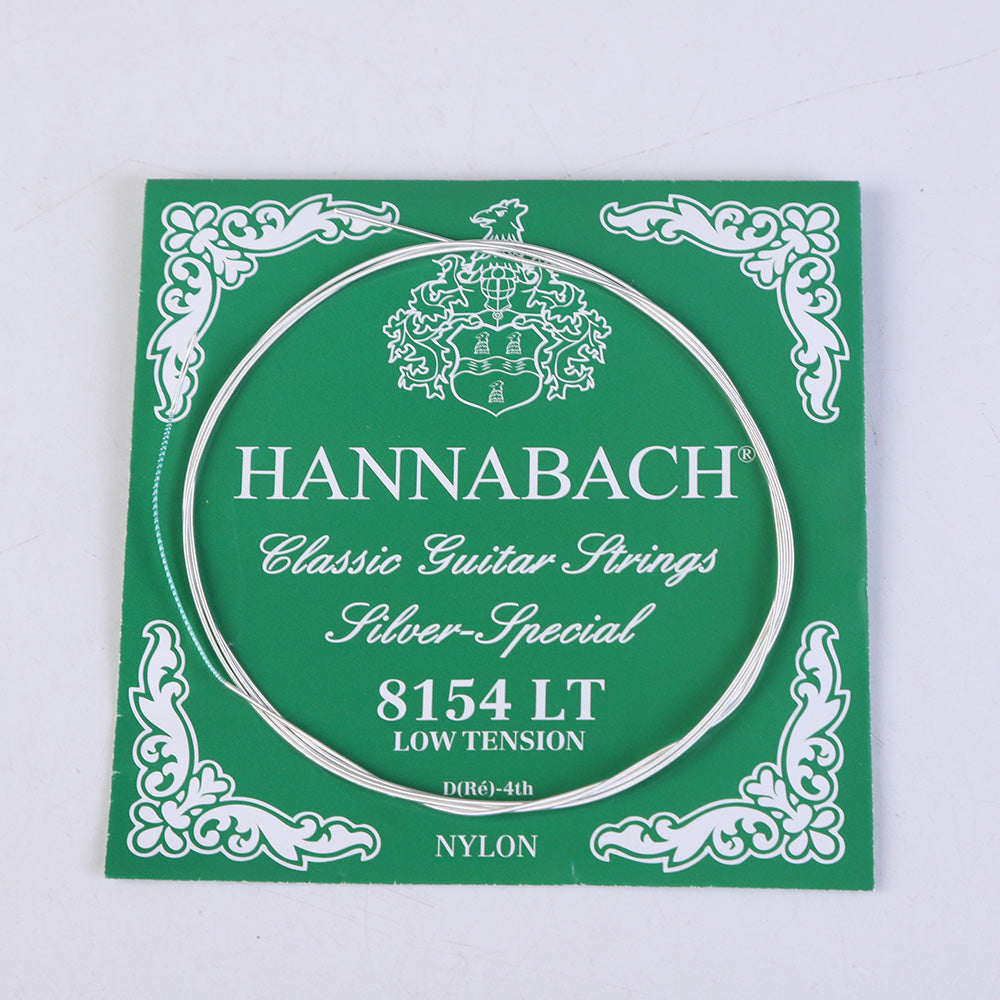 HANNABACH®
Classic Guitar Strings
Silver-Special
8154 LT
LOW TENSION
D(Ré)-4th
NYLON